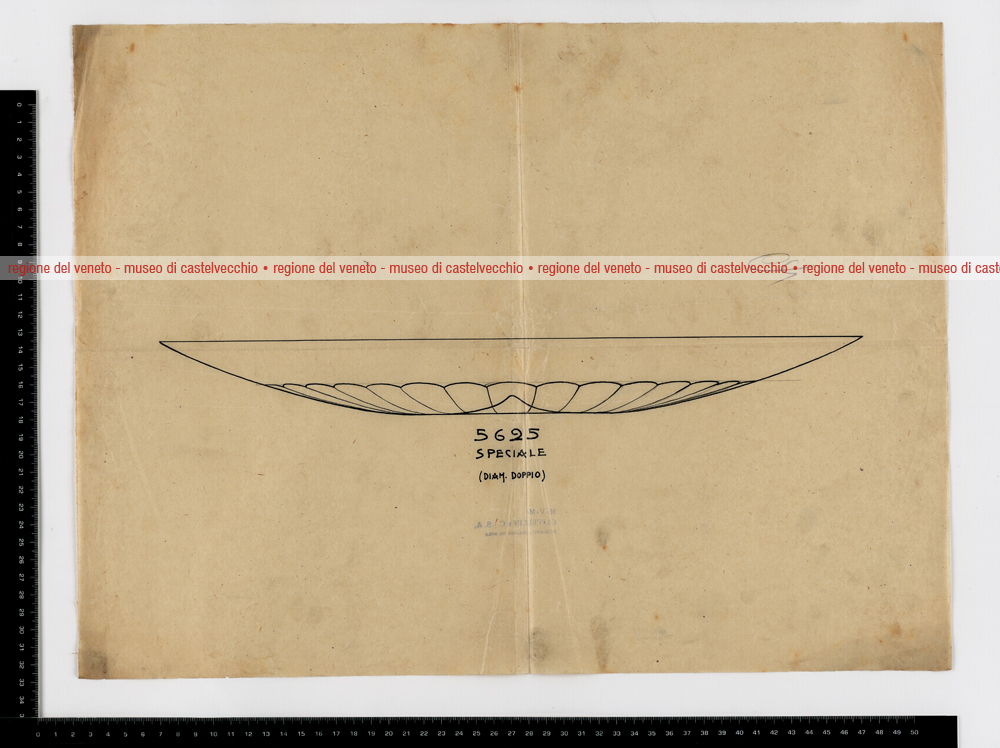 regione del veneto - museo di castelvecchio • regione del veneto - museo di castelvecchio • regione del veneto - museo di castelvecchio • regione del veneto - museo di cast
5625
SPECIALE
(DIAM. DOPPIO)
0 1 2 3 4 5 6 7 8 9 10 11 12 13 14 15 16 17 18 19 20 21 22 23 24 25 26 27 28 29 30 31 32 33 34
0 1 2 3 4 5 6 7 8 9 10 11 12 13 14 15 16 17 18 19 20 21 22 23 24 25 26 27 28 29 30 31 32 33 34 35 36 37 38 39 40 41 42 43 44 45 46 47 48 49 50